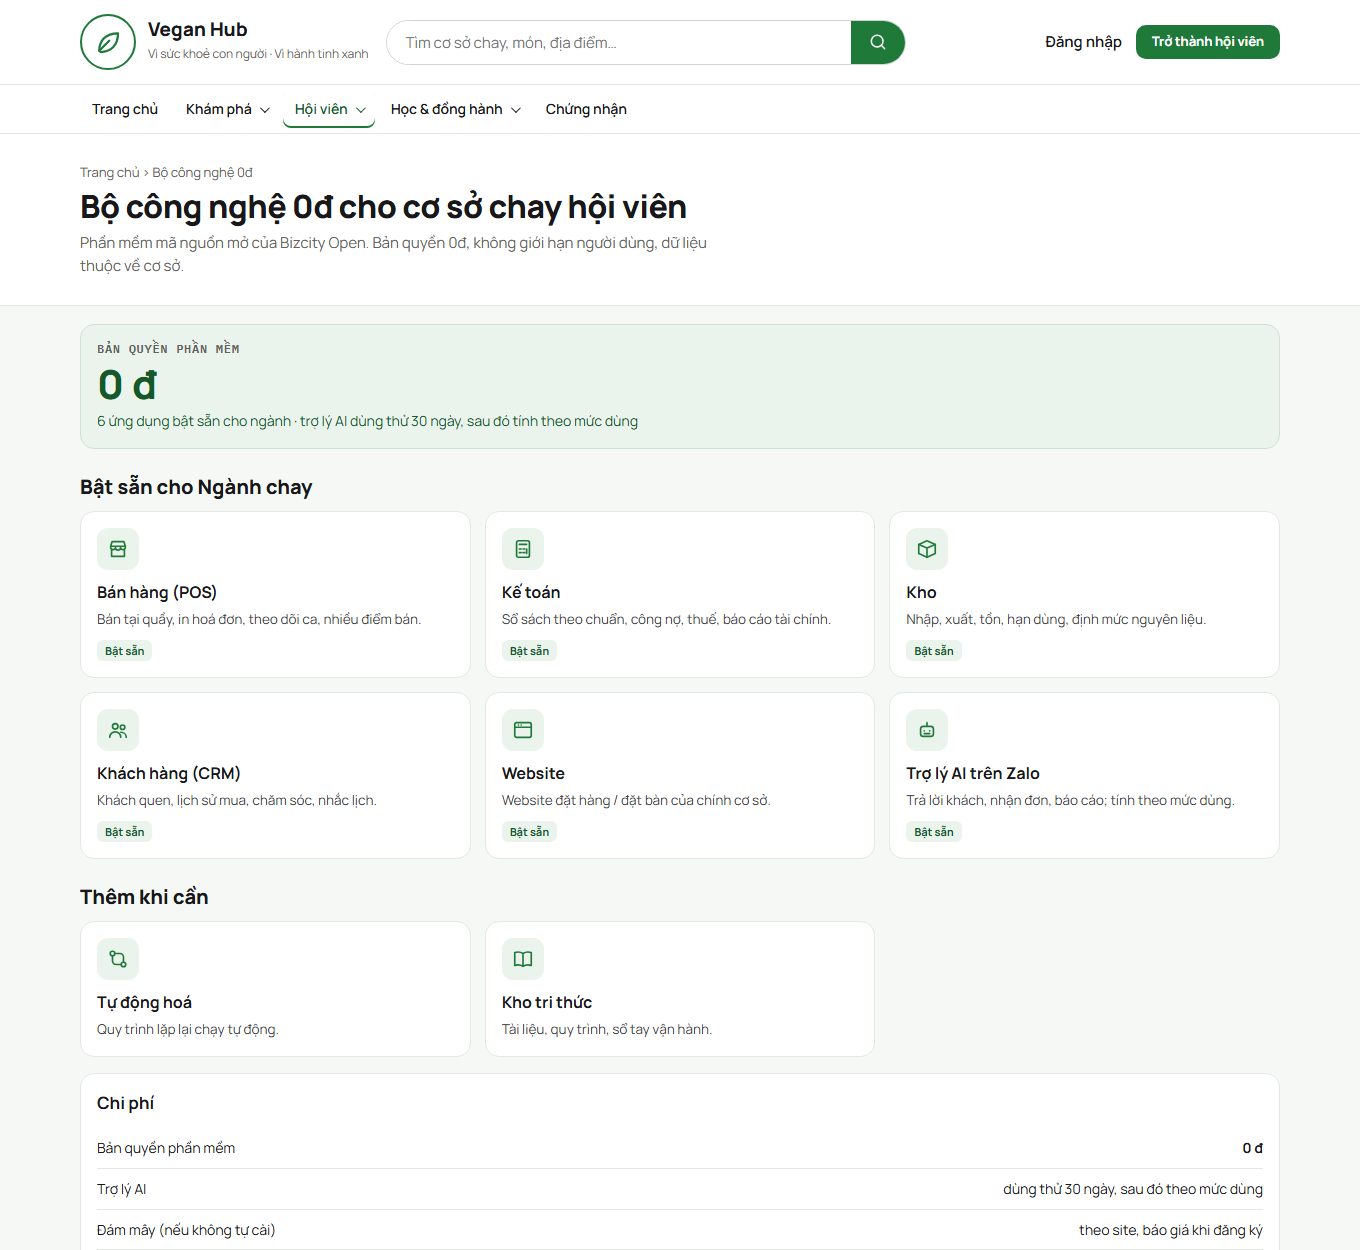 Vegan Hub
Vì sức khoẻ con người · Vì hành tinh xanh
Tìm cơ sở chay, món, địa điểm...
Đăng nhập
Trở thành hội viên
Trang chủ
Khám phá
Hội viên
Học & đồng hành
Chứng nhận
Trang chủ › Bộ công nghệ 0đ
Bộ công nghệ 0đ cho cơ sở chay hội viên
Phần mềm mã nguồn mở của Bizcity Open. Bản quyền 0đ, không giới hạn người dùng, dữ liệu
thuộc về cơ sở.
BẢN QUYỀN PHẦN MỀM
0 đ
6 ứng dụng bật sẵn cho ngành · trợ lý AI dùng thử 30 ngày, sau đó tính theo mức dùng
Bật sẵn cho Ngành chay
Bán hàng (POS)
Bán tại quầy, in hoá đơn, theo dõi ca, nhiều điểm bán.
Bật sẵn
Kế toán
Sổ sách theo chuẩn, công nợ, thuế, báo cáo tài chính.
Bật sẵn
Kho
Nhập, xuất, tồn, hạn dùng, định mức nguyên liệu.
Bật sẵn
Khách hàng (CRM)
Khách quen, lịch sử mua, chăm sóc, nhắc lịch.
Bật sẵn
Website
Website đặt hàng / đặt bàn của chính cơ sở.
Bật sẵn
Trợ lý AI trên Zalo
Trả lời khách, nhận đơn, báo cáo; tính theo mức dùng.
Bật sẵn
Thêm khi cần
Tự động hoá
Quy trình lặp lại chạy tự động.
Kho tri thức
Tài liệu, quy trình, sổ tay vận hành.
Chi phí
Bản quyền phần mềm
0 đ
Trợ lý AI
dùng thử 30 ngày, sau đó theo mức dùng
Đám mây (nếu không tự cài)
theo site, báo giá khi đăng ký